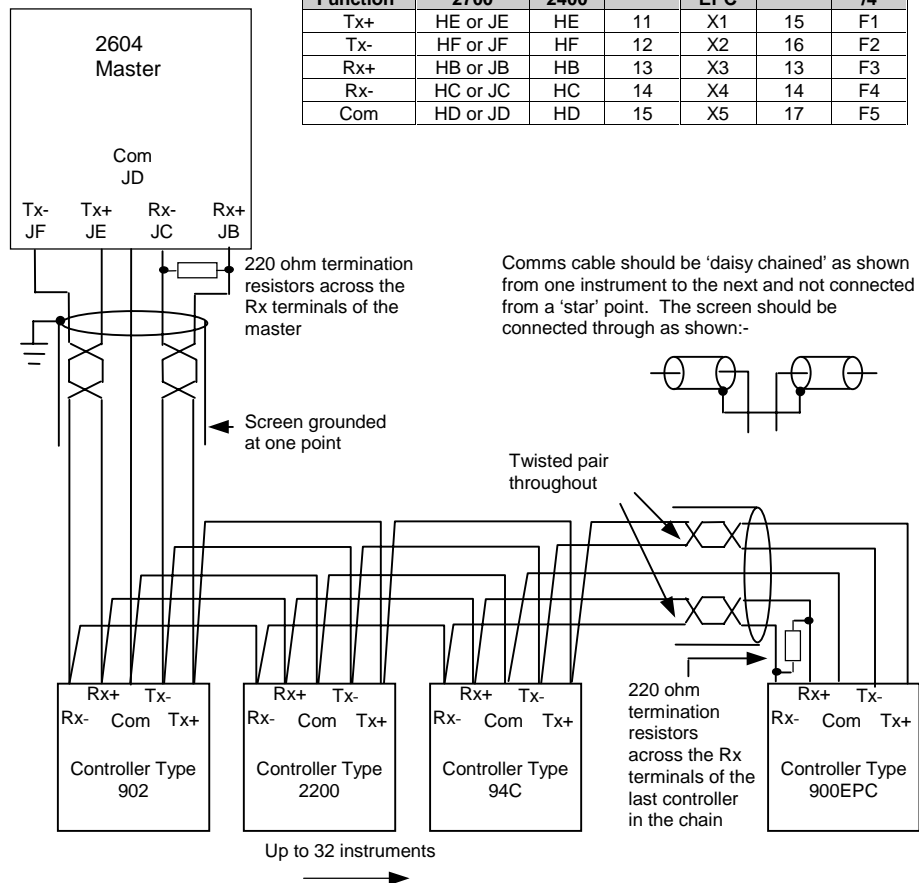 Function 2700 2400 EPC /4
Tx+ HE or JE HE 11 X1 15 F1
Tx- HF or JF HF 12 X2 16 F2
Rx+ HB or JB HB 13 X3 13 F3
Rx- HC or JC HC 14 X4 14 F4
Com HD or JD HD 15 X5 17 F5
2604
Master
Com
JD
Tx- Tx+ Rx- Rx+
JF JE JC JB
220 ohm termination
resistors across the
Rx terminals of the
master
Comms cable should be ‘daisy chained’ as shown
from one instrument to the next and not connected
from a ‘star’ point. The screen should be
connected through as shown:-
Screen grounded
at one point
Twisted pair
throughout
Rx+ Tx-
Rx- Com Tx+
Controller Type
902
Rx+ Tx-
Rx- Com Tx+
Controller Type
2200
Rx+ Tx-
Rx- Com Tx+
Controller Type
94C
220 ohm
termination
resistors
across the Rx
terminals of the
last controller
in the chain
Rx+ Tx-
Rx- Com Tx+
Controller Type
900EPC
Up to 32 instruments